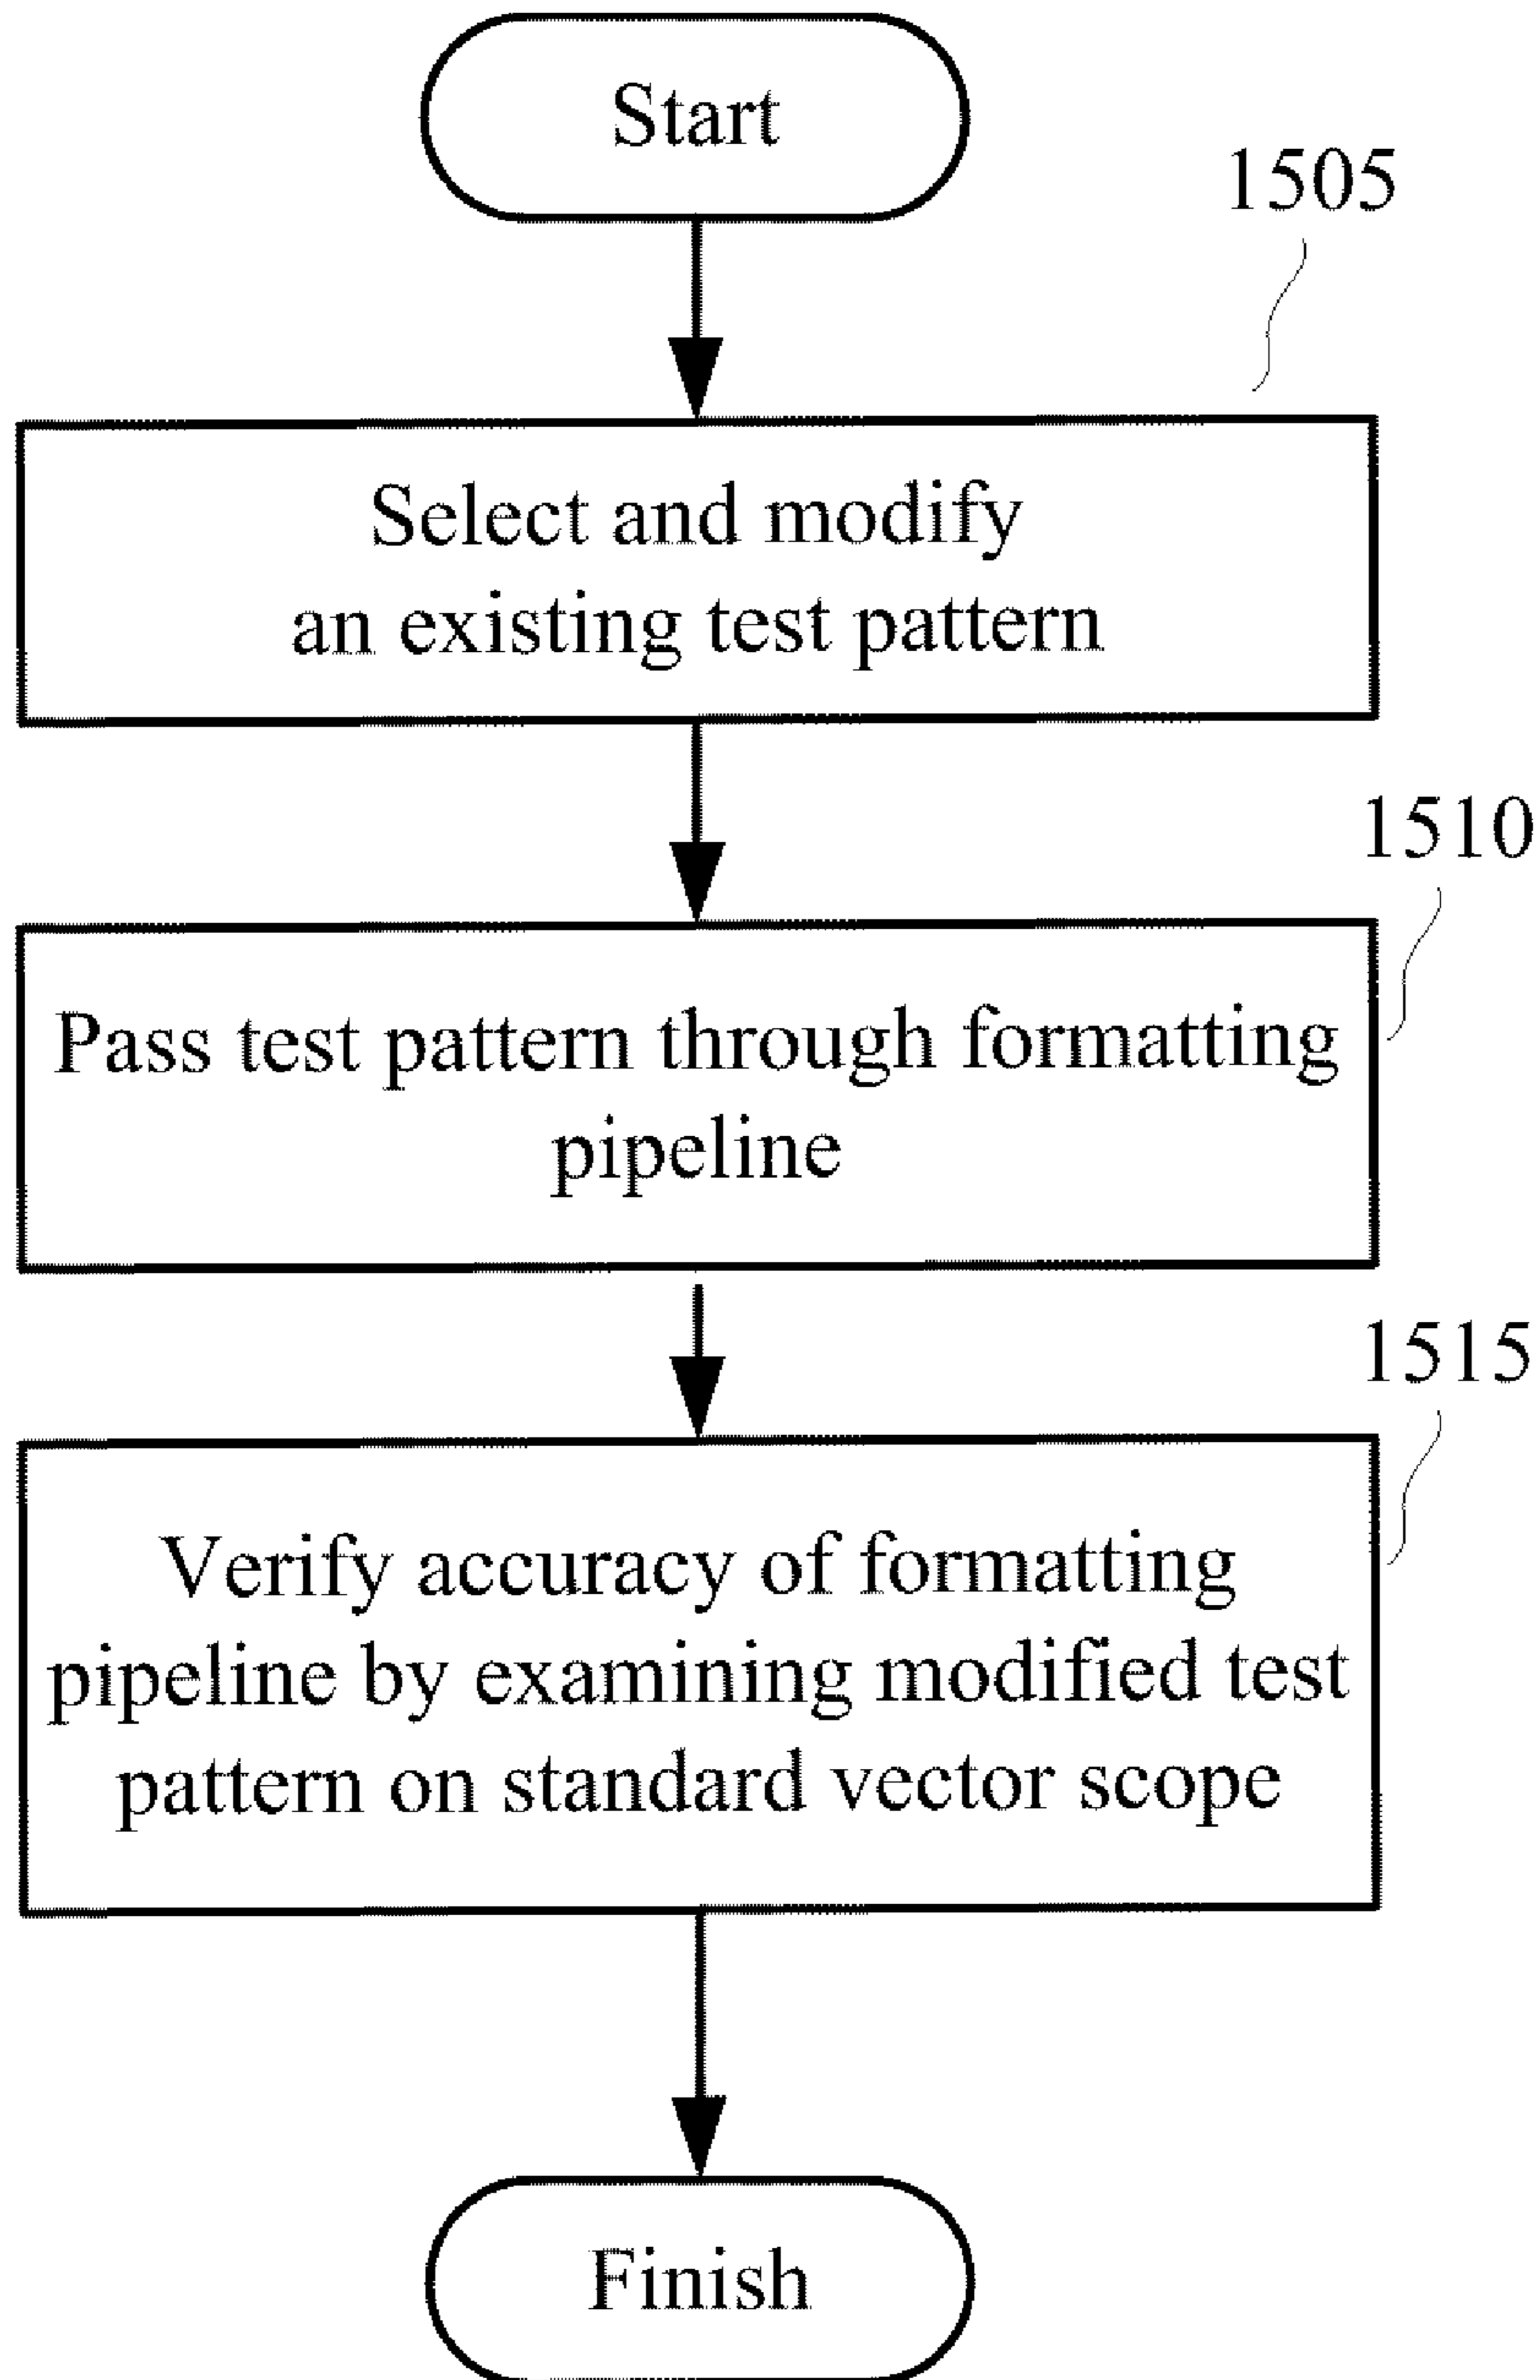 Start
1505
Select and modify
an existing test pattern
1510
Pass test pattern through formatting
pipeline
1515
Verify accuracy of formatting
pipeline by examining modified test
pattern on standard vector scope
Finish